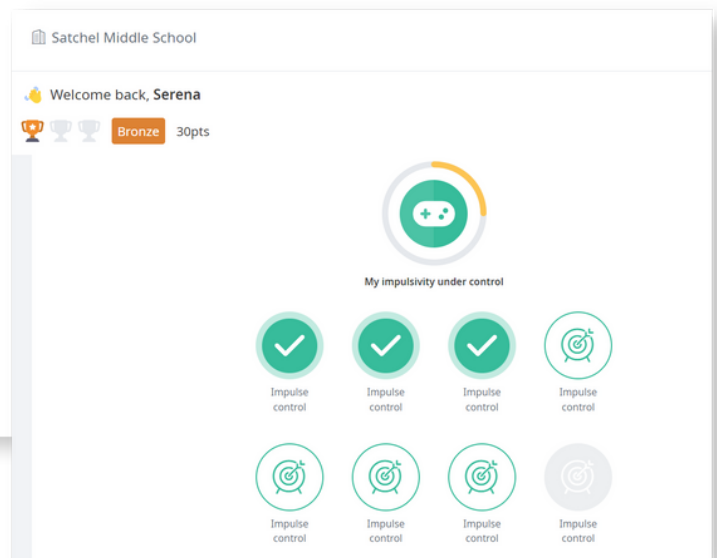 Satchel Middle School
Welcome back, Serena
Bronze 30pts
My impulsivity under control
Impulse Impulse Impulse Impulse
control control control control
Impulse Impulse Impulse Impulse
control control control control